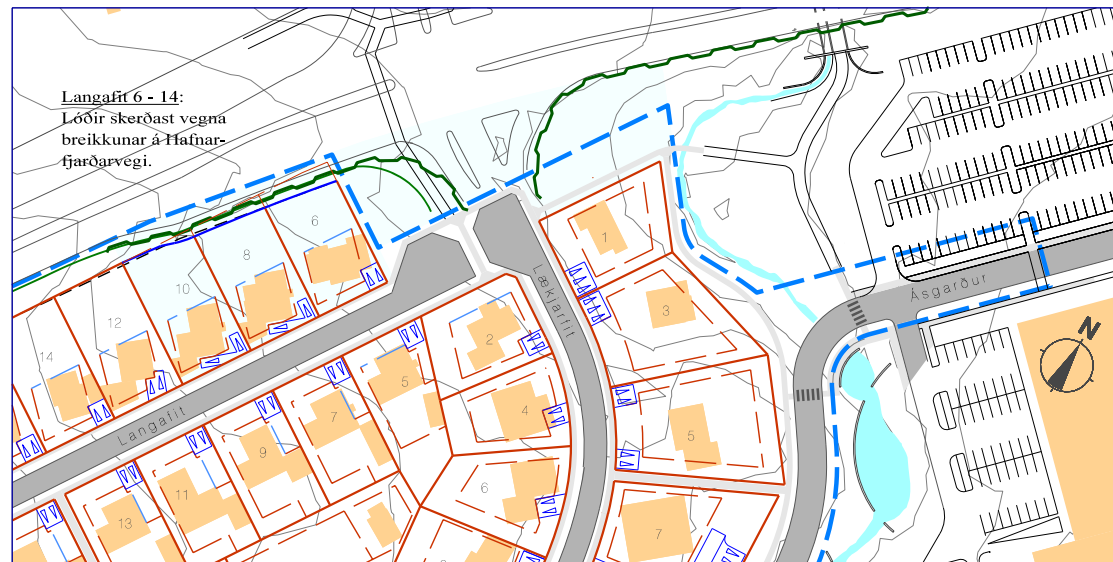 Langafit 6 - 14:
Lóðir skerðast vegna
breikkunar á Hafnar-
fjarðarvegi.
6
8
10
12
14
Langafit
Lækjarfit
Ásgarður
N
1
3
5
7
2
4
6
5
7
9
11
13